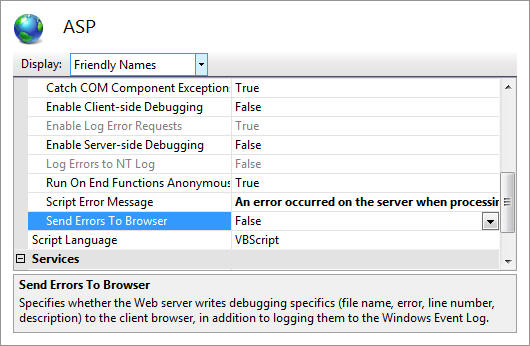 ASP
Display: Friendly Names
Catch COM Component Exception True
Enable Client-side Debugging False
Enable Log Error Requests True
Enable Server-side Debugging False
Log Errors to NT Log False
Run On End Functions Anonymous True
Script Error Message An error occurred on the server when processin
Send Errors To Browser False
Script Language VBScript
Services
Send Errors To Browser
Specifies whether the Web server writes debugging specifics (file name, error, line number,
description) to the client browser, in addition to logging them to the Windows Event Log.